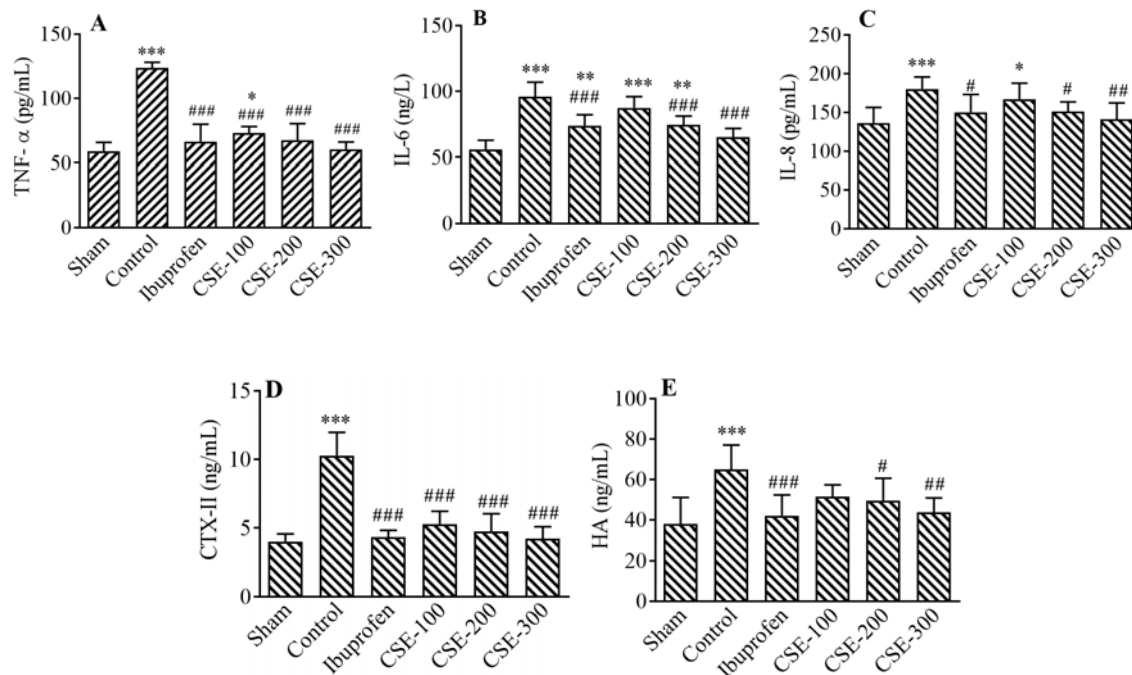 A
TNF- α (pg/mL)
150
100
50
0
***
###
*
###
###
###
Sham
Control
Ibuprofen
CSE-100
CSE-200
CSE-300
B
IL-6 (ng/L)
150
100
50
0
***
**
###
***
**
###
###
Sham
Control
Ibuprofen
CSE-100
CSE-200
CSE-300
C
IL-8 (pg/mL)
250
200
150
100
50
0
***
#
*
#
##
Sham
Control
Ibuprofen
CSE-100
CSE-200
CSE-300
D
CTX-II (ng/mL)
15
10
5
0
***
###
###
###
###
Sham
Control
Ibuprofen
CSE-100
CSE-200
CSE-300
E
HA (ng/mL)
100
80
60
40
20
0
***
###
#
##
Sham
Control
Ibuprofen
CSE-100
CSE-200
CSE-300